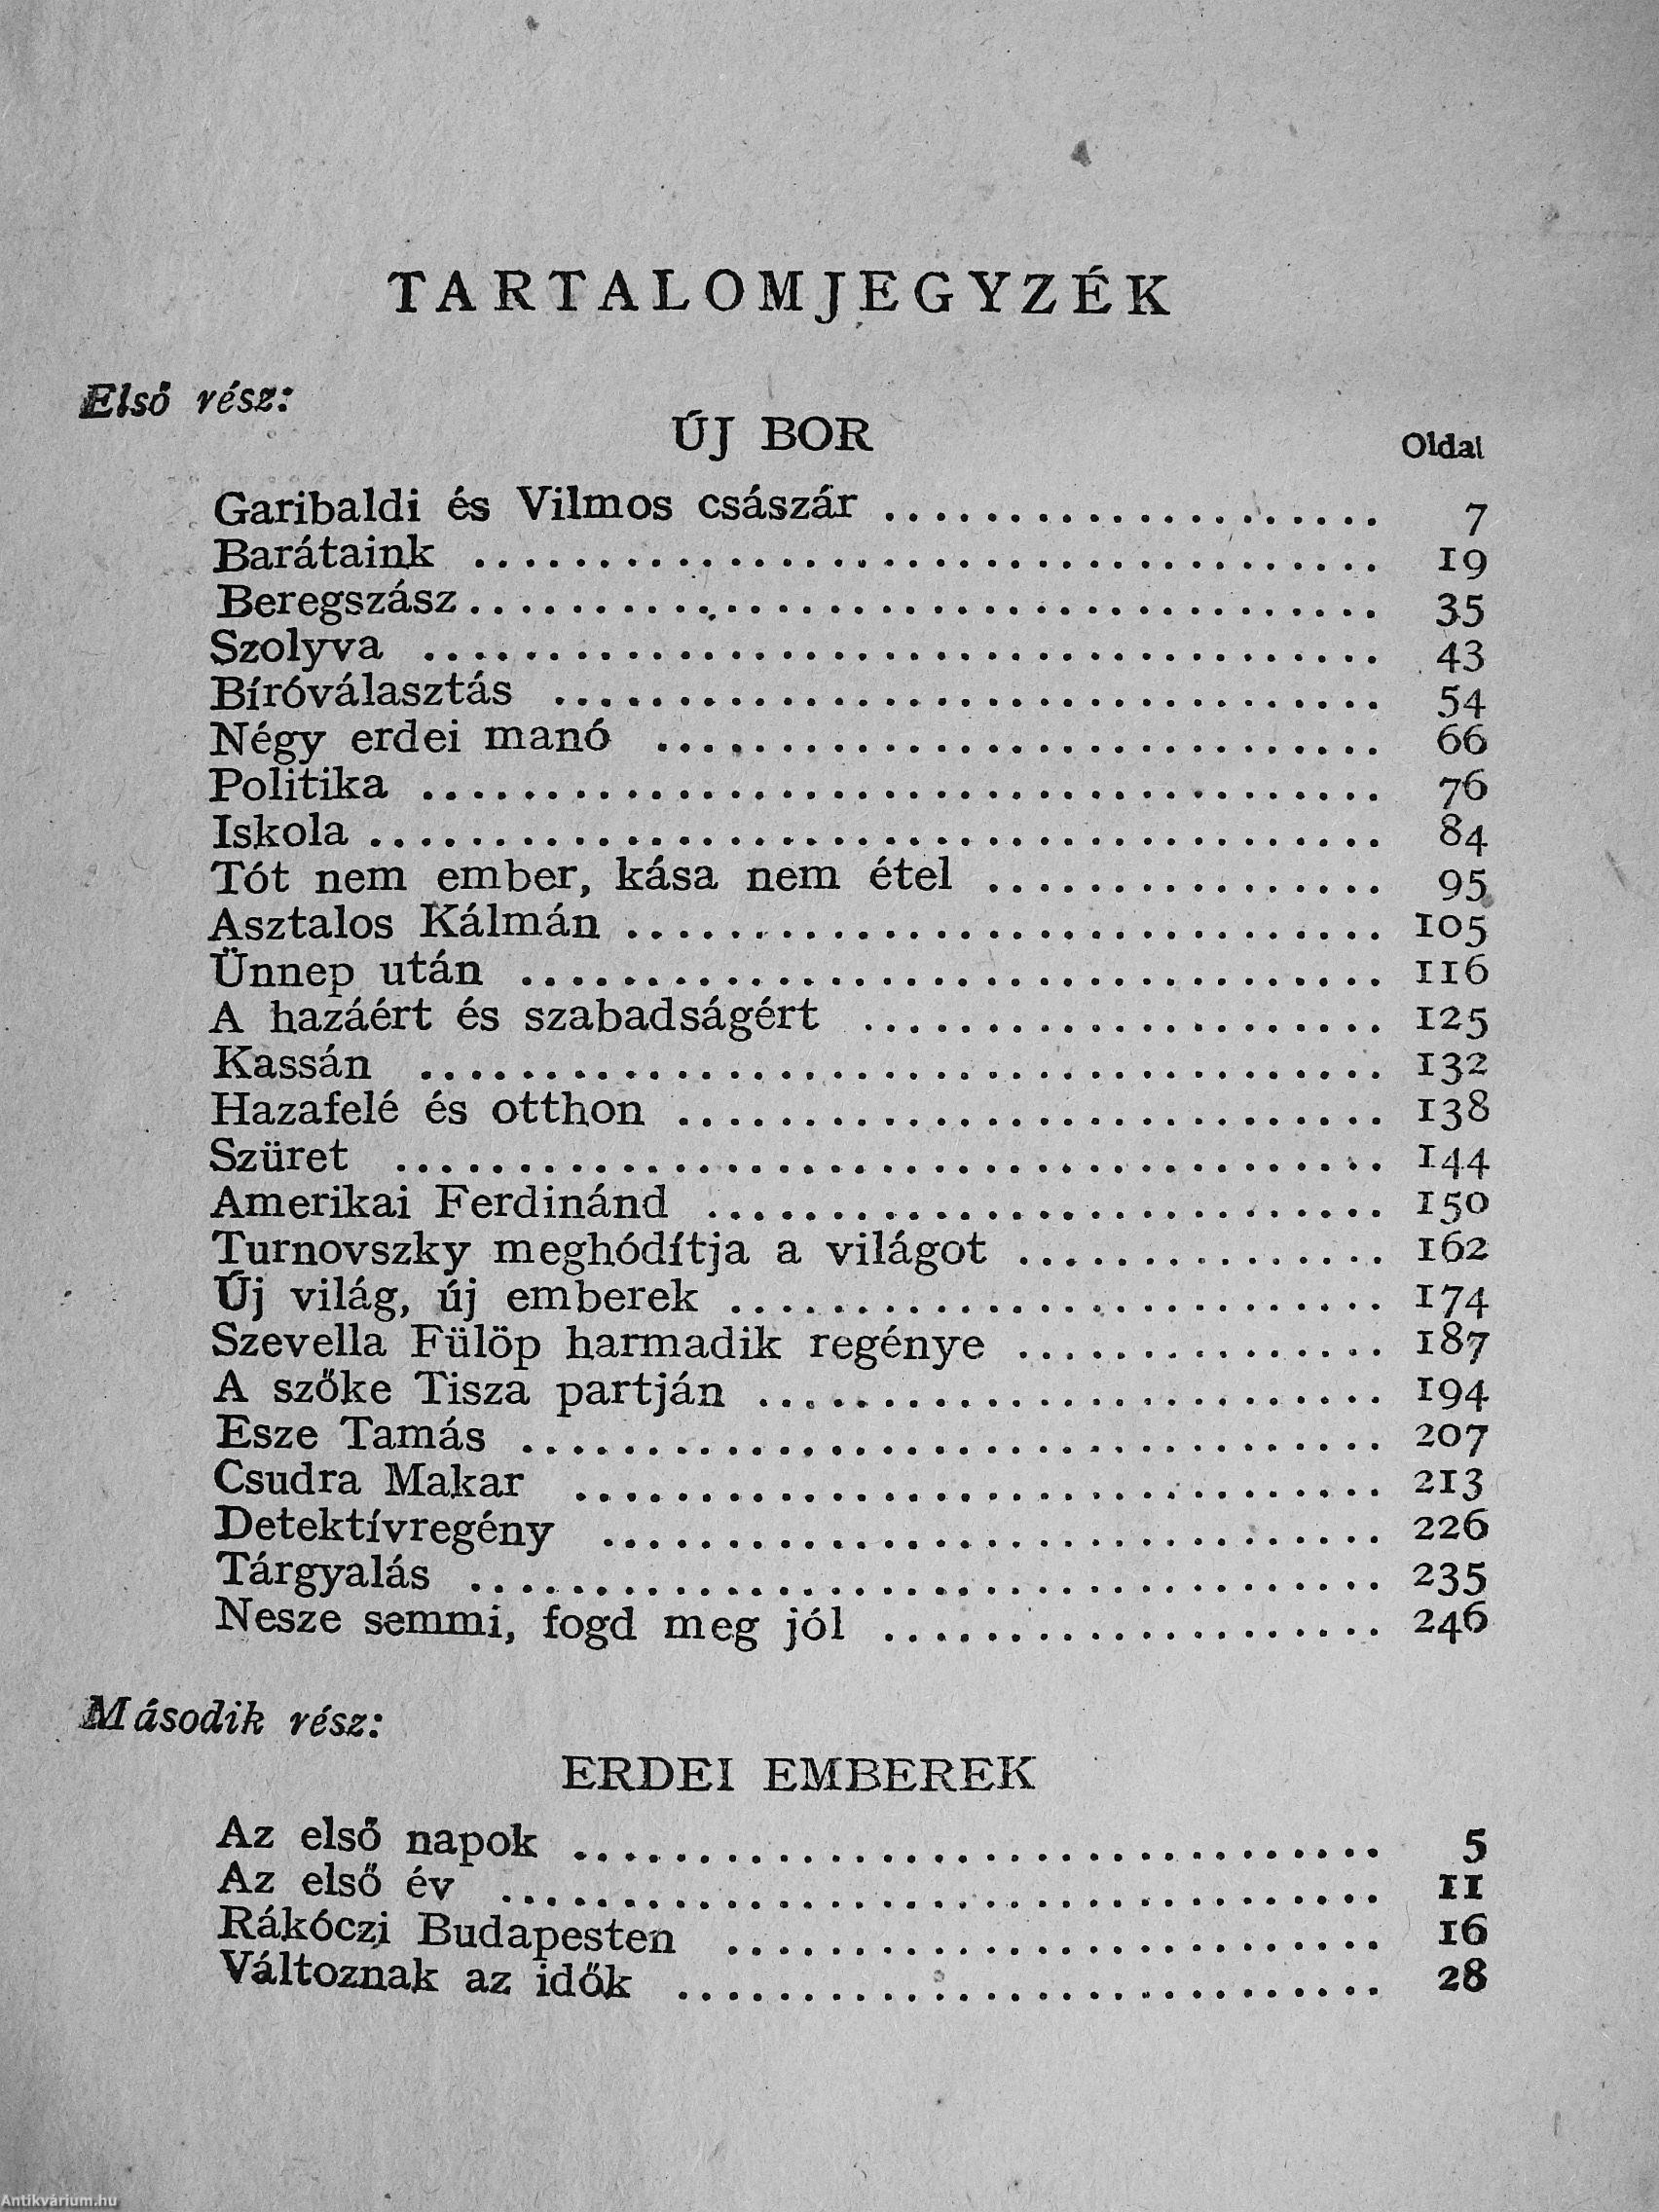 TARTALOMJEGYZÉK
Első rész:
ÚJ BOR
Oldal
Garibaldi és Vilmos császár .................... 7
Barátaink .................................... 19
Beregszász.................................... 35
Szolyva ...................................... 43
Bíróválasztás ................................. 54
Négy erdei manó ............................. 66
Politika ...................................... 76
Iskola ........................................ 84
Tót nem ember, kása nem étel ................ 95
Asztalos Kálmán .............................. 105
Ünnep után .................................. 116
A hazáért és szabadságért ..................... 125
Kassán ...................................... 132
Hazafelé és otthon ............................ 138
Szüret ....................................... 144
Amerikai Ferdinánd ........................... 150
Turnovszky meghódítja a világot ............... 162
Új világ, új emberek .......................... 174
Szevella Fülöp harmadik regénye ............... 187
A szőke Tisza partján ......................... 194
Esze Tamás .................................. 207
Csudra Makar ................................ 213
Detektívregény ............................... 226
Tárgyalás .................................... 235
Nesze semmi, fogd meg jól .................... 246
Második rész:
ERDEI EMBEREK
Az első napok ................................ 5
Az első év ................................... 11
Rákóczi Budapesten .......................... 16
Változnak az idők ............................ 28
Antikvárium.hu